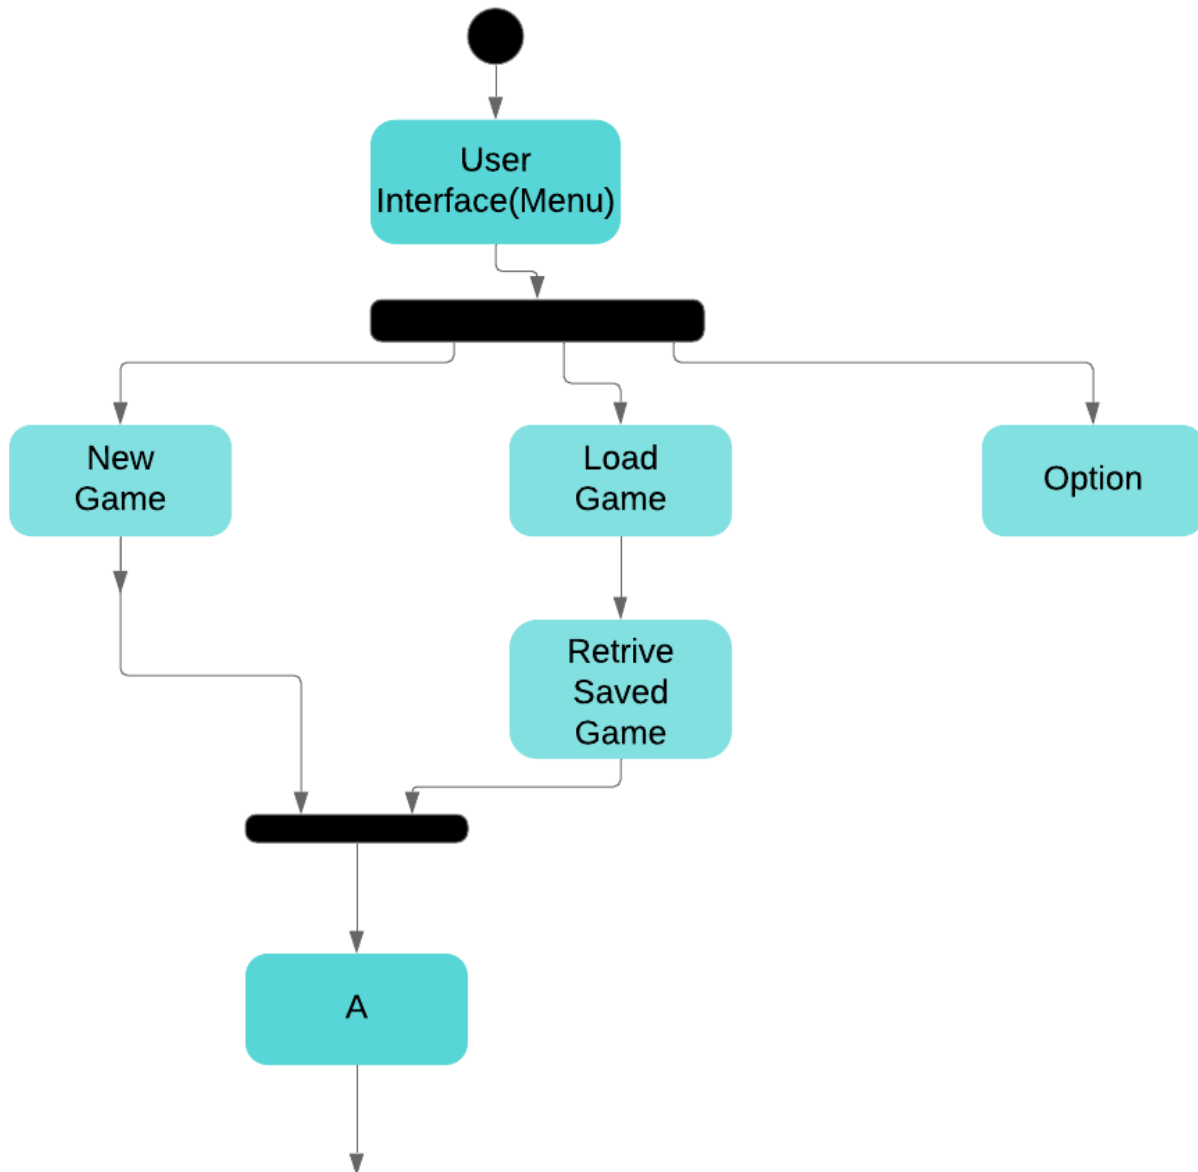 User
Interface(Menu)
New
Game
Load
Game
Option
Retrive
Saved
Game
A